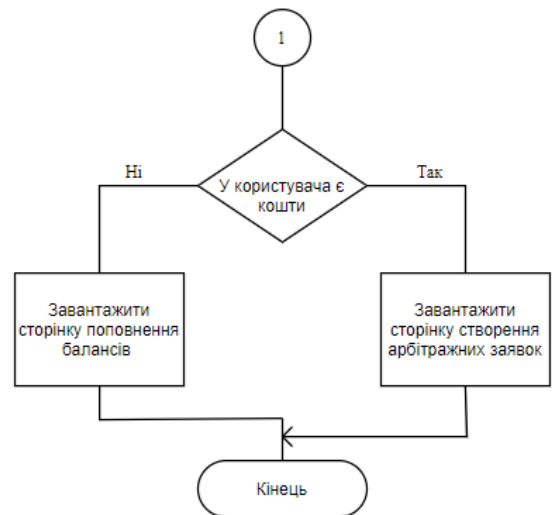 1
Ні
Так
У користувача є
кошти
Завантажити
сторінку поповнення
балансів
Завантажити
сторінку створення
арбітражних заявок
Кінець